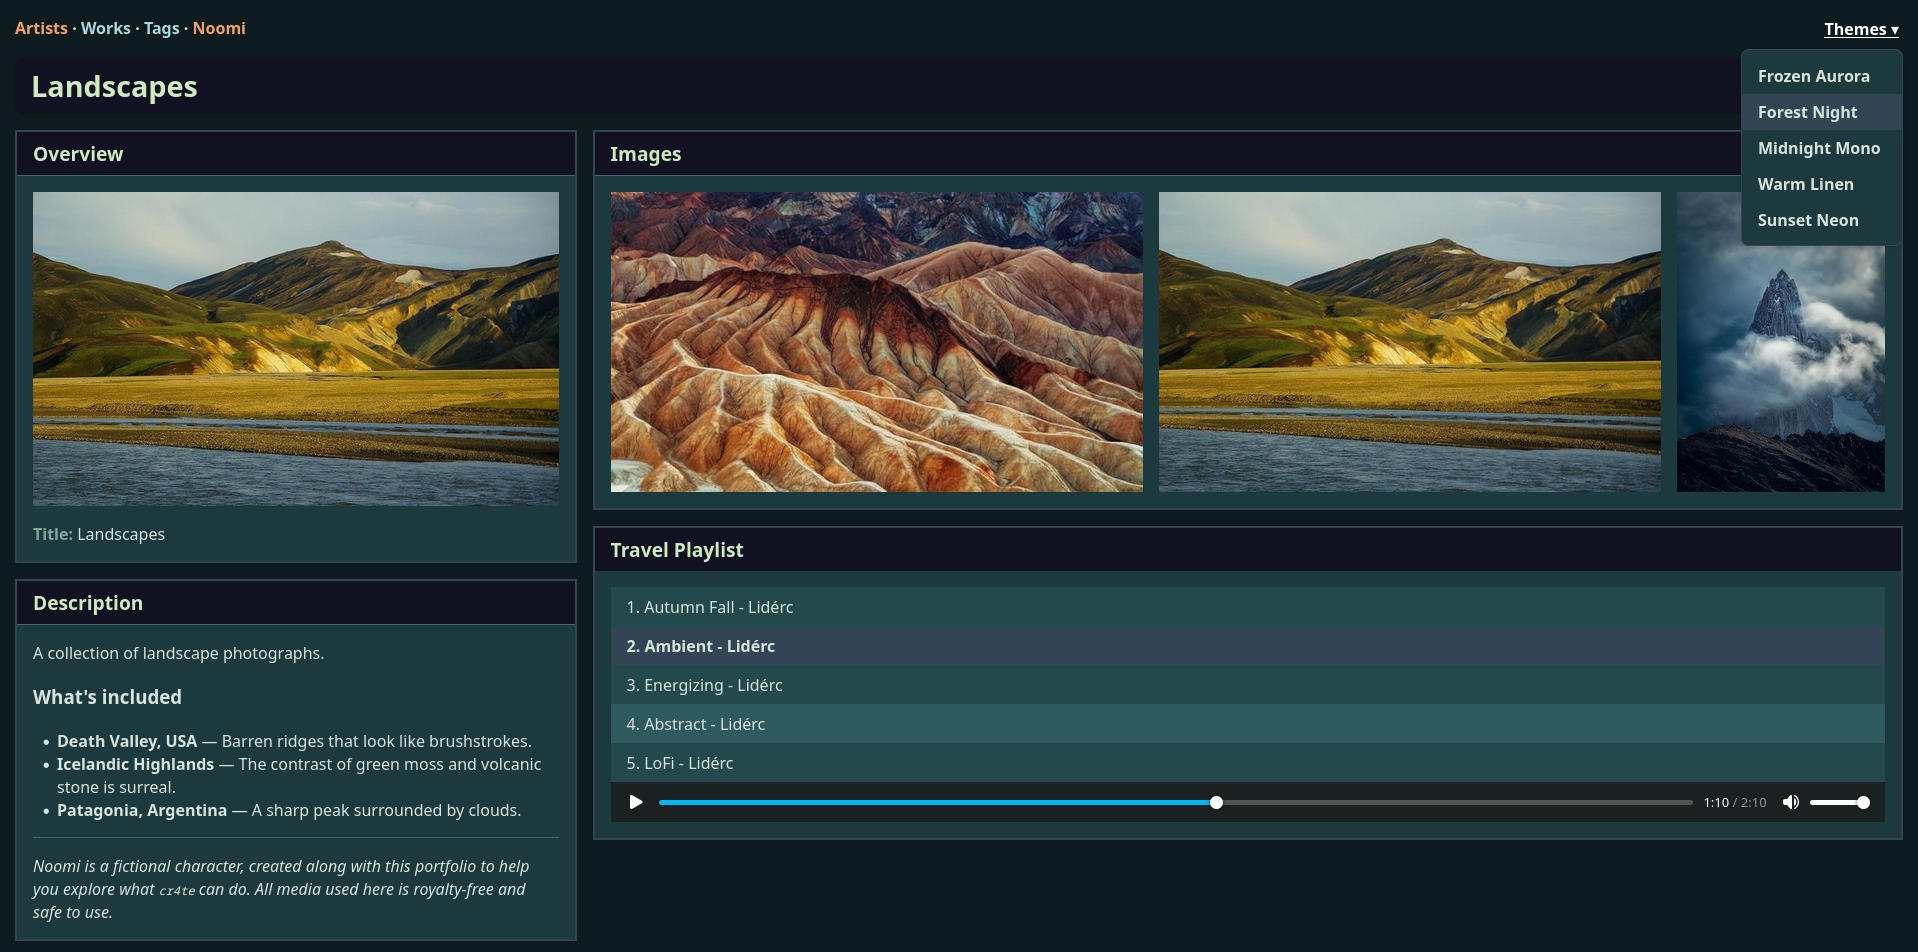 Artists · Works · Tags · Noomi
Themes ▾
Frozen Aurora
Forest Night
Midnight Mono
Warm Linen
Sunset Neon
Landscapes
Overview
Title: Landscapes
Description
A collection of landscape photographs.
What's included
• Death Valley, USA — Barren ridges that look like brushstrokes.
• Icelandic Highlands — The contrast of green moss and volcanic
stone is surreal.
• Patagonia, Argentina — A sharp peak surrounded by clouds.
Noomi is a fictional character, created along with this portfolio to help
you explore what cr4te can do. All media used here is royalty-free and
safe to use.
Images
Travel Playlist
1. Autumn Fall - Lidérc
2. Ambient - Lidérc
3. Energizing - Lidérc
4. Abstract - Lidérc
5. LoFi - Lidérc
1:10 / 2:10